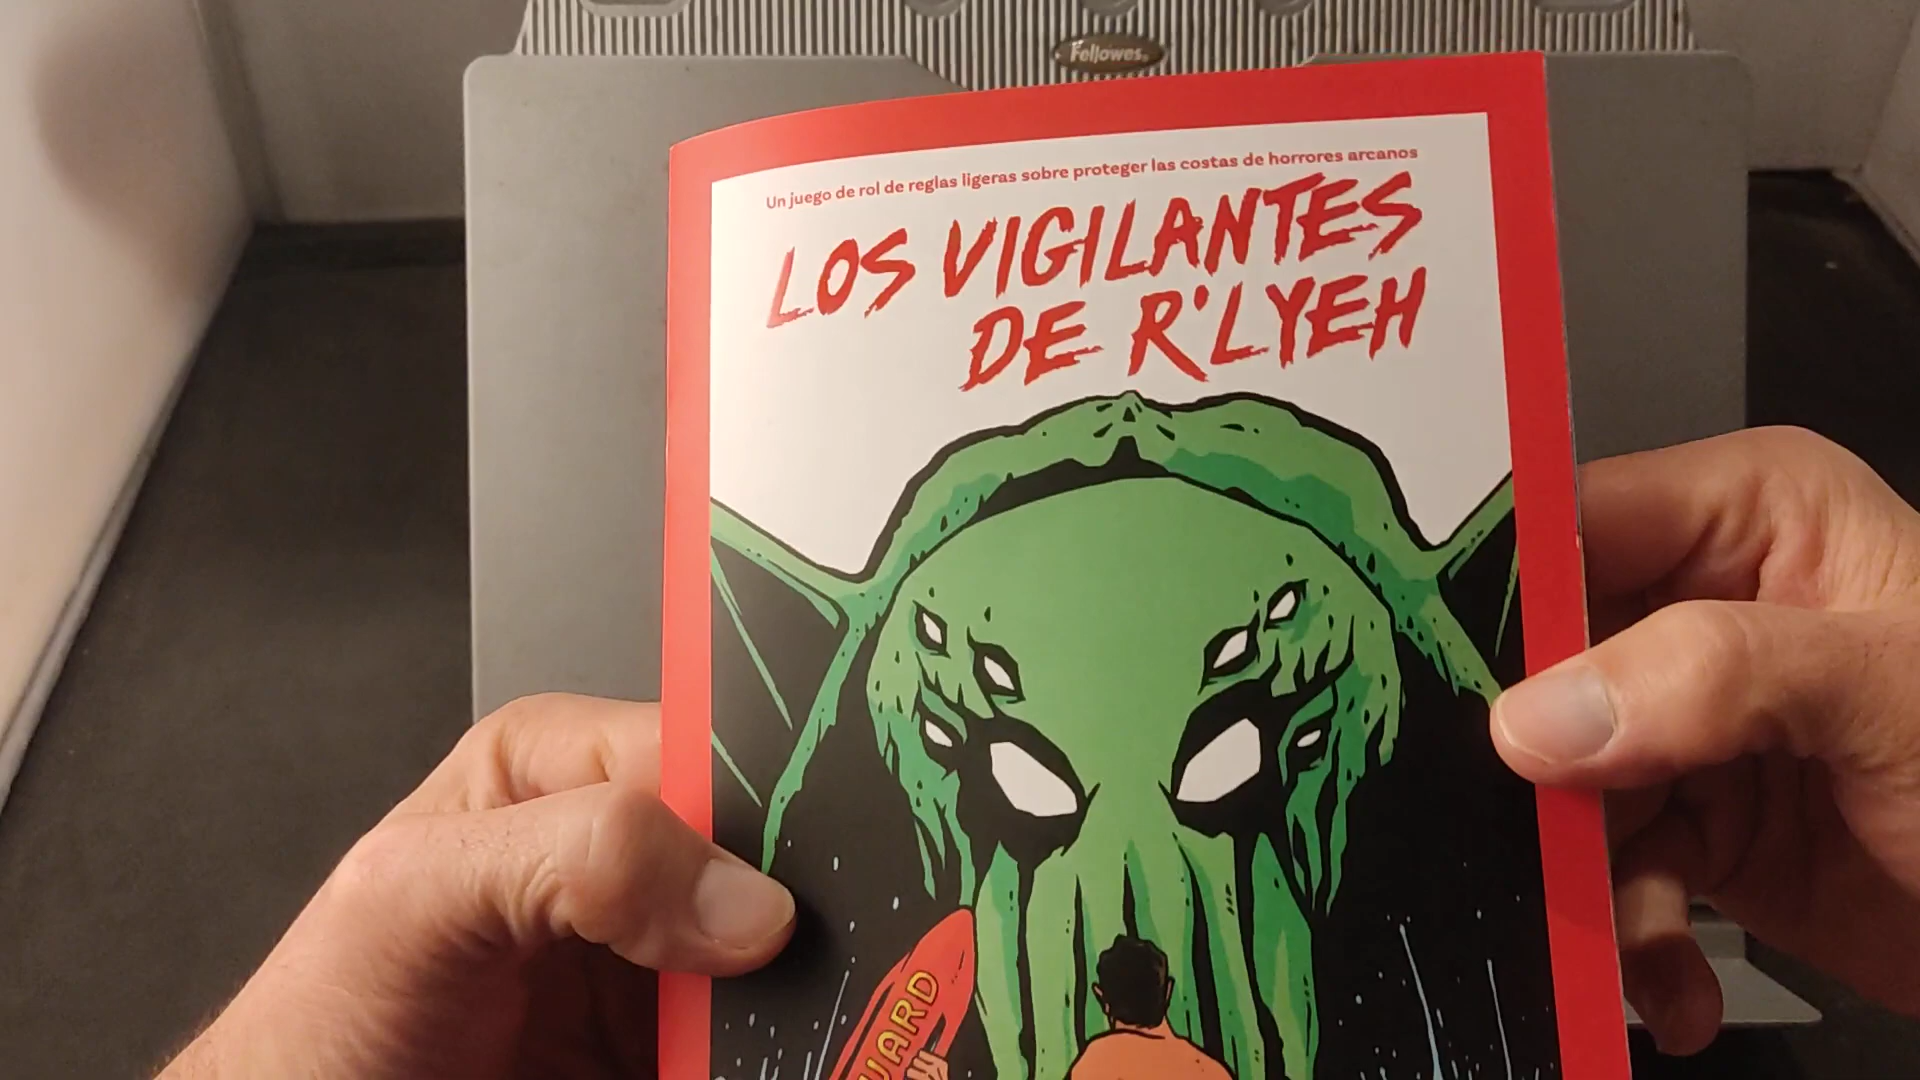 Fellowes
Un juego de rol de reglas ligeras sobre proteger las costas de horrores arcanos
LOS VIGILANTES
DE R'LYEH
UARD